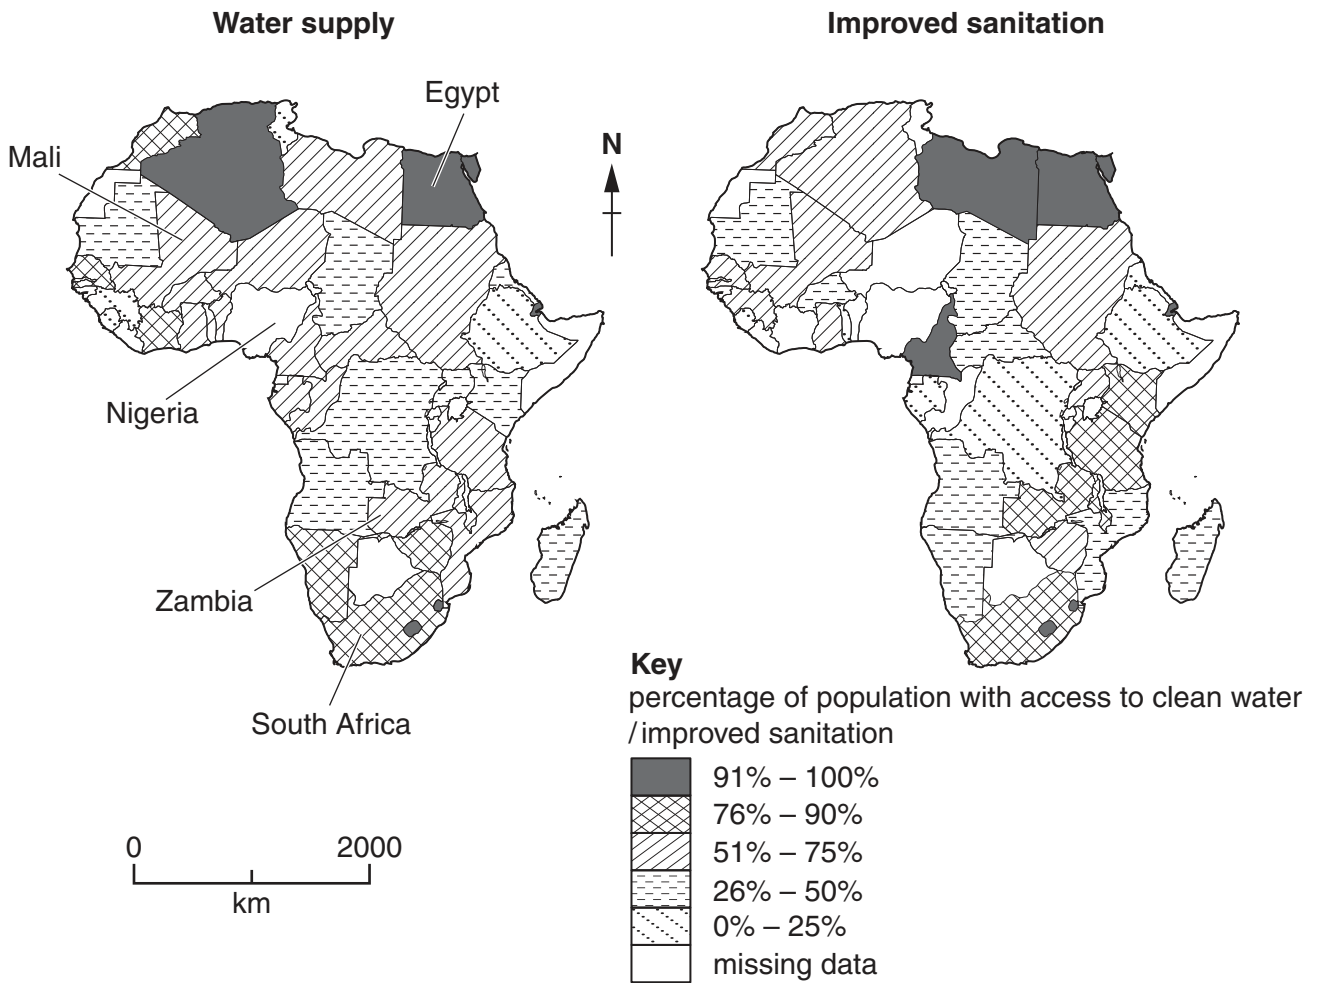 Water supply
Improved sanitation
Egypt
Mali
N
Nigeria
Zambia
South Africa
Key
percentage of population with access to clean water
/ improved sanitation
91% – 100%
76% – 90%
51% – 75%
26% – 50%
0% – 25%
missing data
0 2000
km